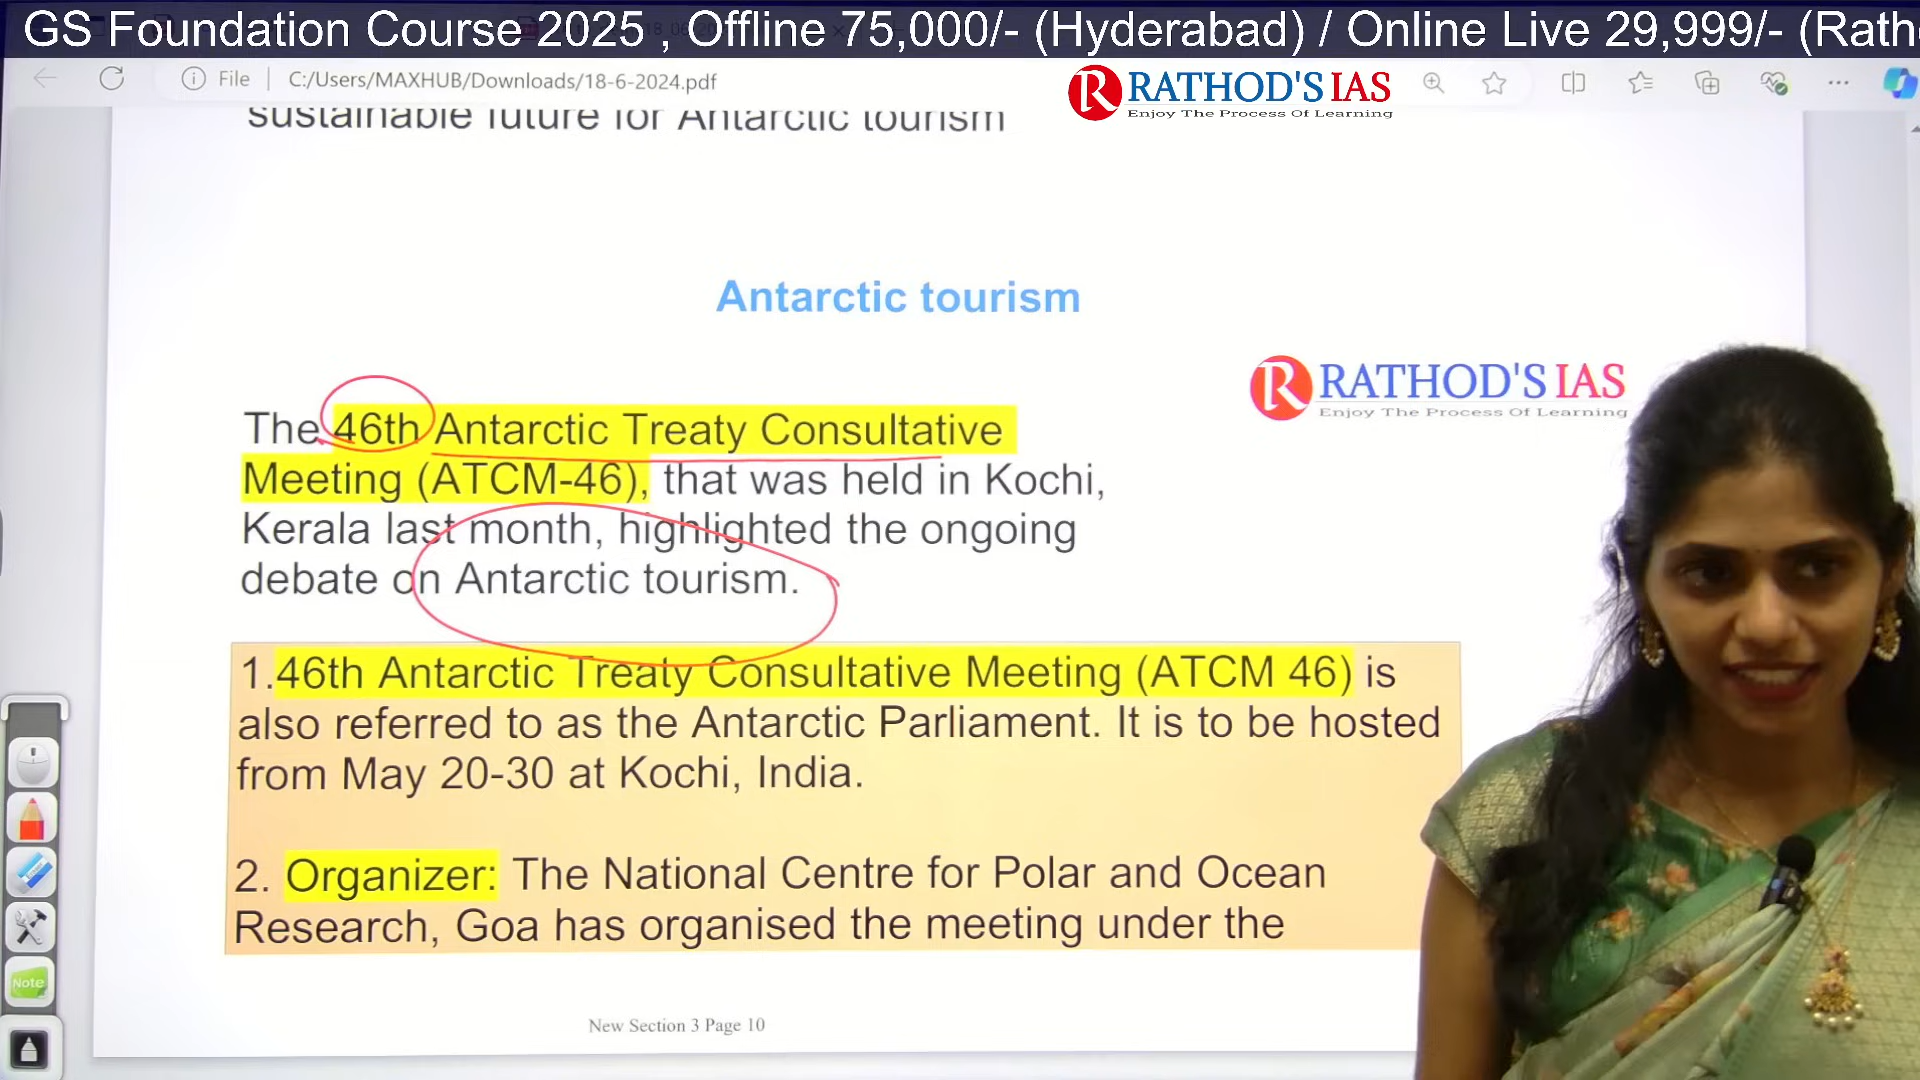 GS Foundation Course 2025 , Offline 75,000/- (Hyderabad) / Online Live 29,999/- (Rath
File | C:/Users/MAXHUB/Downloads/18-6-2024.pdf
RATHOD'S IAS
Enjoy The Process Of Learning
sustainable future for Antarctic tourism
Antarctic tourism
RATHOD'S IAS
Enjoy The Process Of Learning
The 46th Antarctic Treaty Consultative
Meeting (ATCM-46), that was held in Kochi,
Kerala last month, highlighted the ongoing
debate on Antarctic tourism.
1.46th Antarctic Treaty Consultative Meeting (ATCM 46) is
also referred to as the Antarctic Parliament. It is to be hosted
from May 20-30 at Kochi, India.
2. Organizer: The National Centre for Polar and Ocean
Research, Goa has organised the meeting under the
Note
New Section 3 Page 10